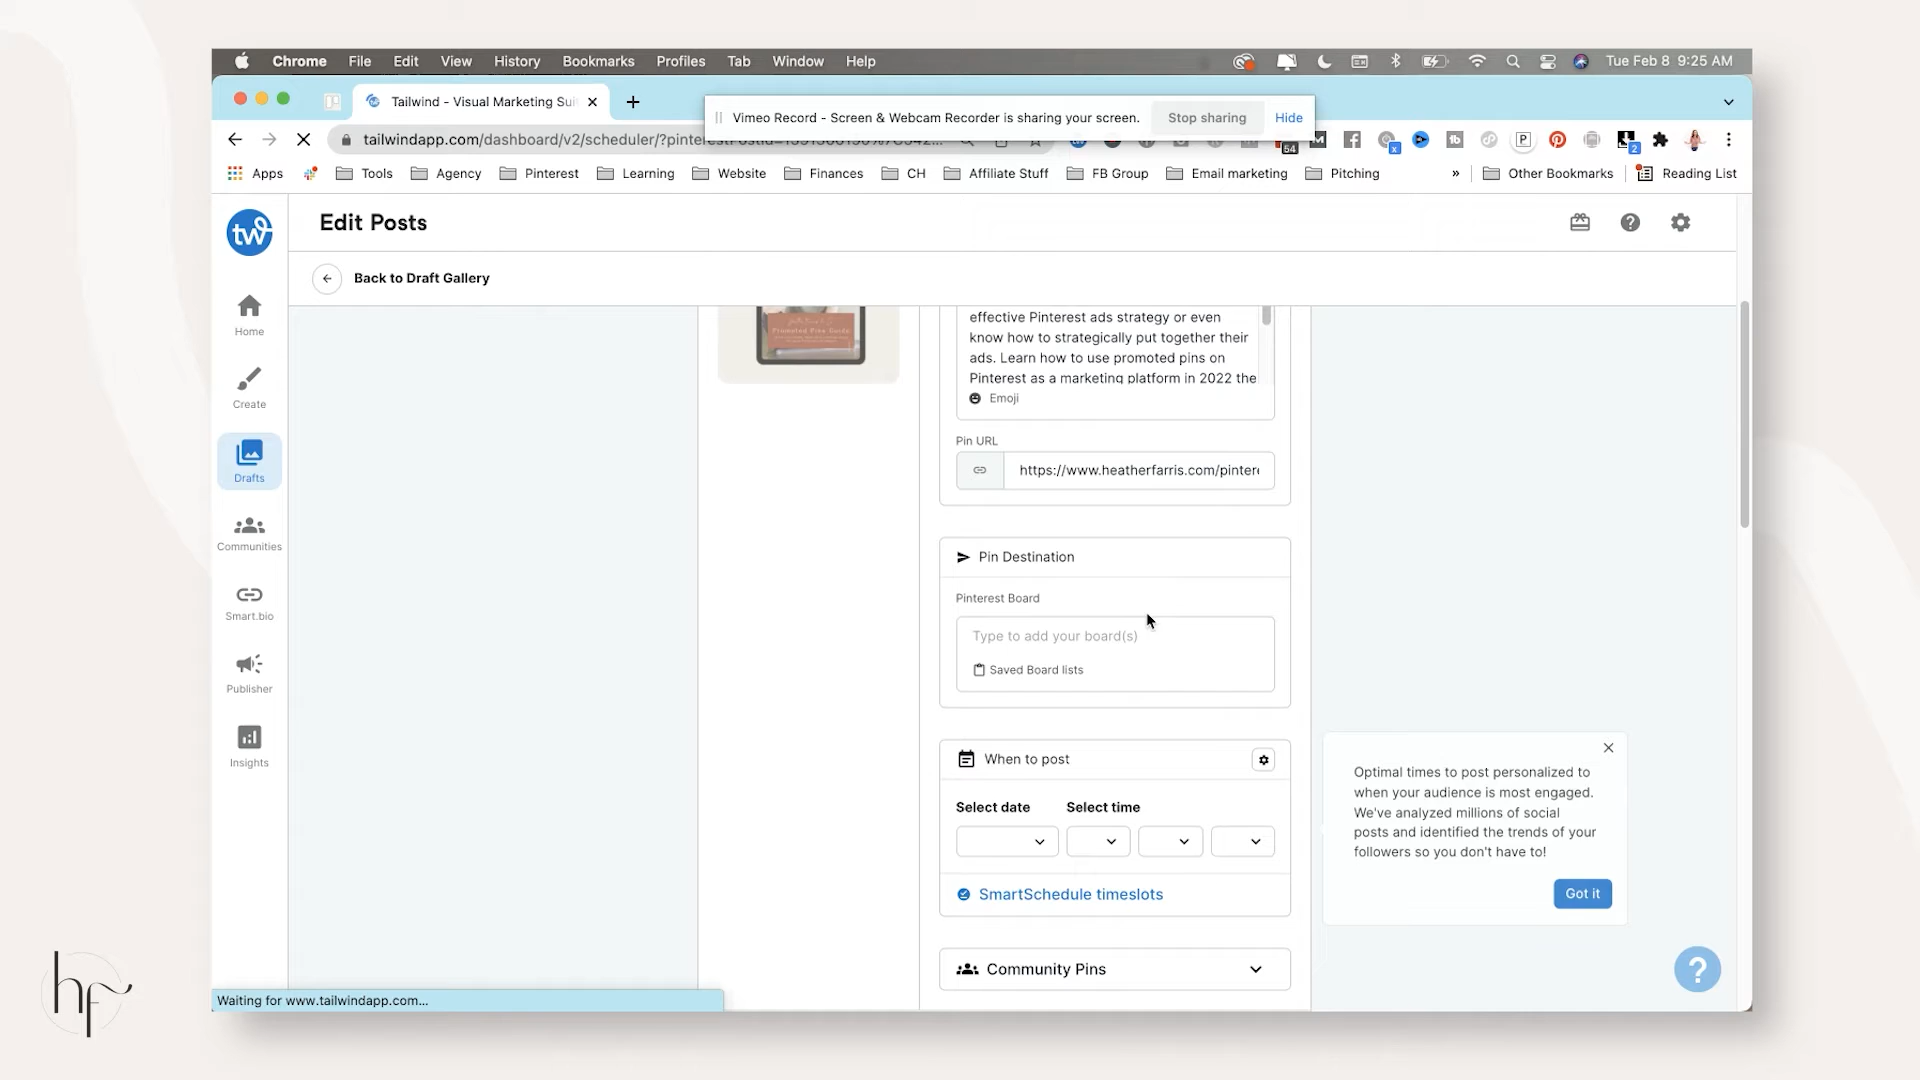 Chrome File Edit View History Bookmarks Profiles Tab Window Help Tue Feb 8 9:25 AM
Tailwind - Visual Marketing Sui
Vimeo Record - Screen & Webcam Recorder is sharing your screen. Stop sharing Hide
tailwindapp.com/dashboard/v2/scheduler/?pinterestPostId=
54
x
2
Apps Tools Agency Pinterest Learning Website Finances CH Affiliate Stuff FB Group Email marketing Pitching » Other Bookmarks Reading List
tw
Edit Posts
Back to Draft Gallery
Home
Create
Drafts
Communities
Smart.bio
Publisher
Insights
Promoted Pins Guide
effective Pinterest ads strategy or even
know how to strategically put together their
ads. Learn how to use promoted pins on
Pinterest as a marketing platform in 2022 the
Emoji
Pin URL
https://www.heatherfarris.com/pinter
Pin Destination
Pinterest Board
Type to add your board(s)
Saved Board lists
When to post
Select date Select time
SmartSchedule timeslots
Community Pins
Optimal times to post personalized to
when your audience is most engaged.
We've analyzed millions of social
posts and identified the trends of your
followers so you don't have to!
Got it
?
Waiting for www.tailwindapp.com...
hf